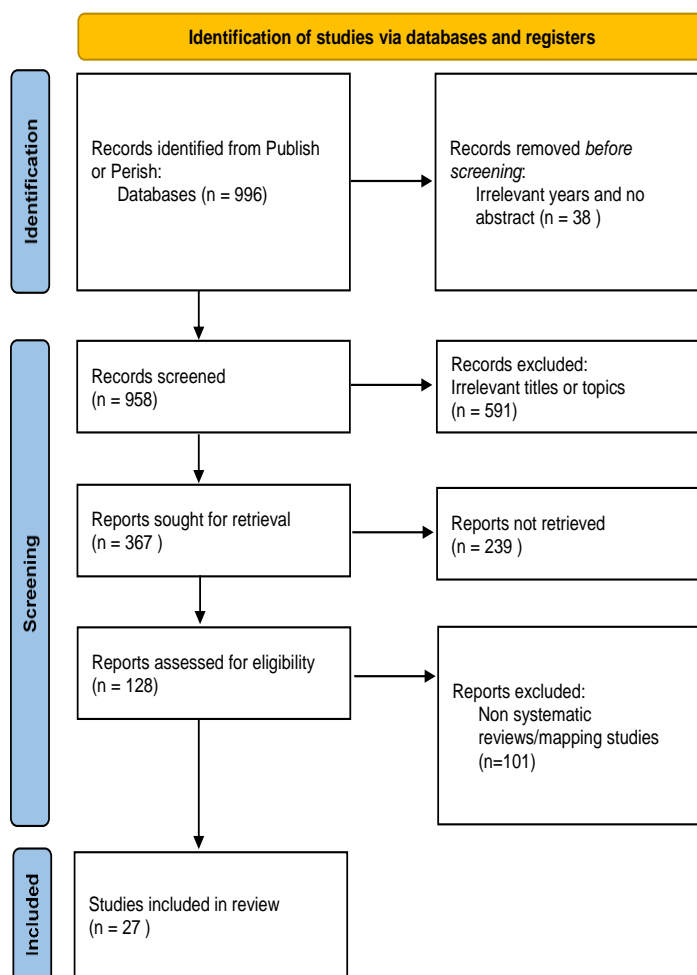 Identification of studies via databases and registers
Identification
Records identified from Publish
or Perish:
Databases (n = 996)
Records removed before
screening:
Irrelevant years and no
abstract (n = 38 )
Screening
Records screened
(n = 958)
Records excluded:
Irrelevant titles or topics
(n = 591)
Reports sought for retrieval
(n = 367 )
Reports not retrieved
(n = 239 )
Reports assessed for eligibility
(n = 128)
Reports excluded:
Non systematic
reviews/mapping studies
(n=101)
Included
Studies included in review
(n = 27 )